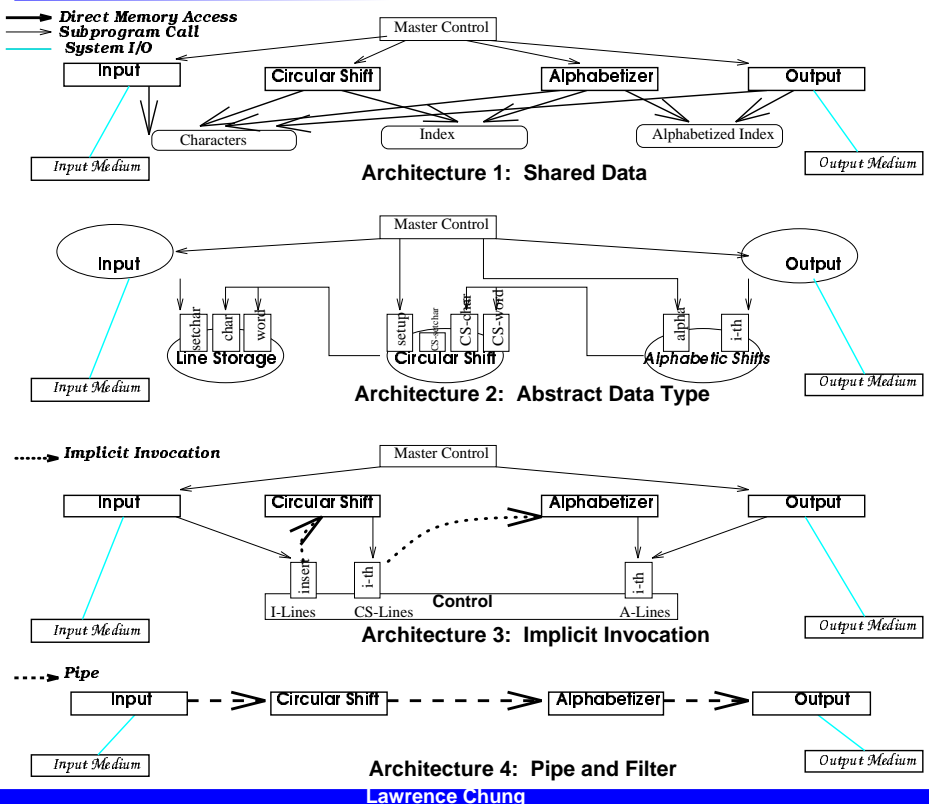 Direct Memory Access
Subprogram Call
System I/O
Master Control
Input
Circular Shift
Alphabetizer
Output
Characters
Index
Alphabetized Index
Input Medium
Output Medium
Architecture 1: Shared Data
Master Control
Input
Output
setchar
char
word
setup
CS-setchar
CS-char
CS-word
alpha
i-th
Line Storage
Circular Shift
Alphabetic Shifts
Input Medium
Output Medium
Architecture 2: Abstract Data Type
Implicit Invocation
Master Control
Input
Circular Shift
Alphabetizer
Output
insert
i-th
i-th
Control
I-Lines
CS-Lines
A-Lines
Input Medium
Output Medium
Architecture 3: Implicit Invocation
Pipe
Input
Circular Shift
Alphabetizer
Output
Input Medium
Output Medium
Architecture 4: Pipe and Filter
Lawrence Chung